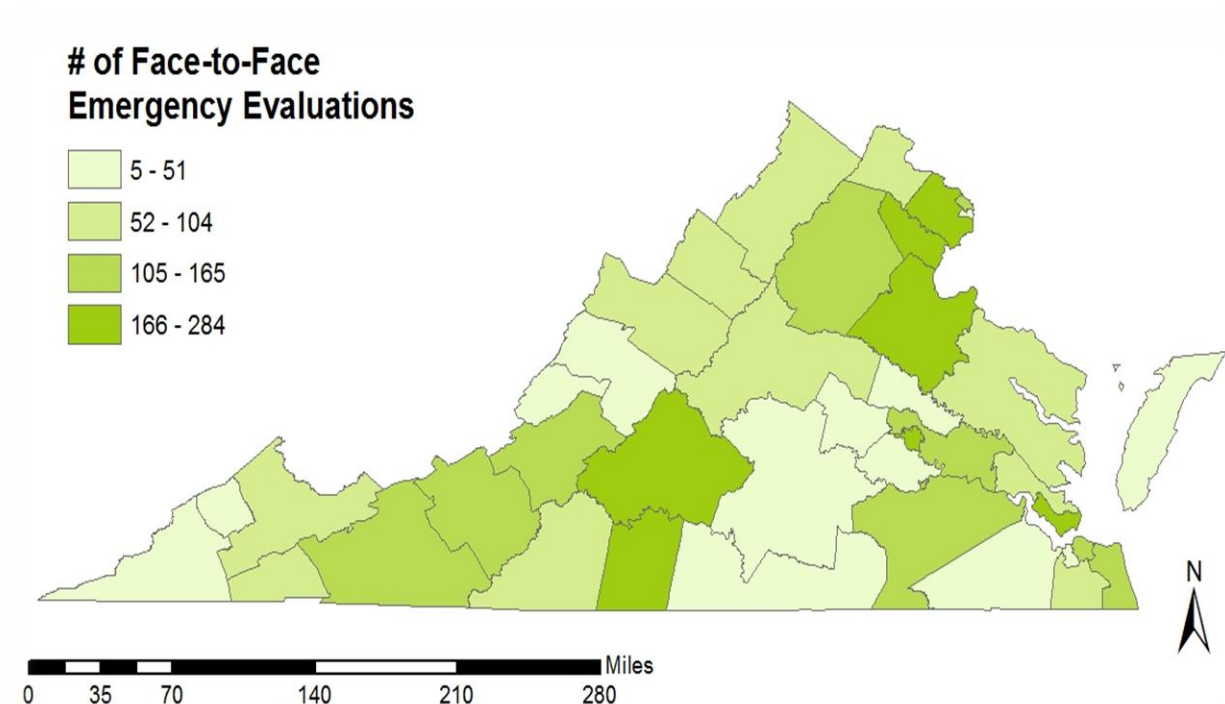 # of Face-to-Face
Emergency Evaluations
5 - 51
52 - 104
105 - 165
166 - 284
N
Miles
0 35 70 140 210 280